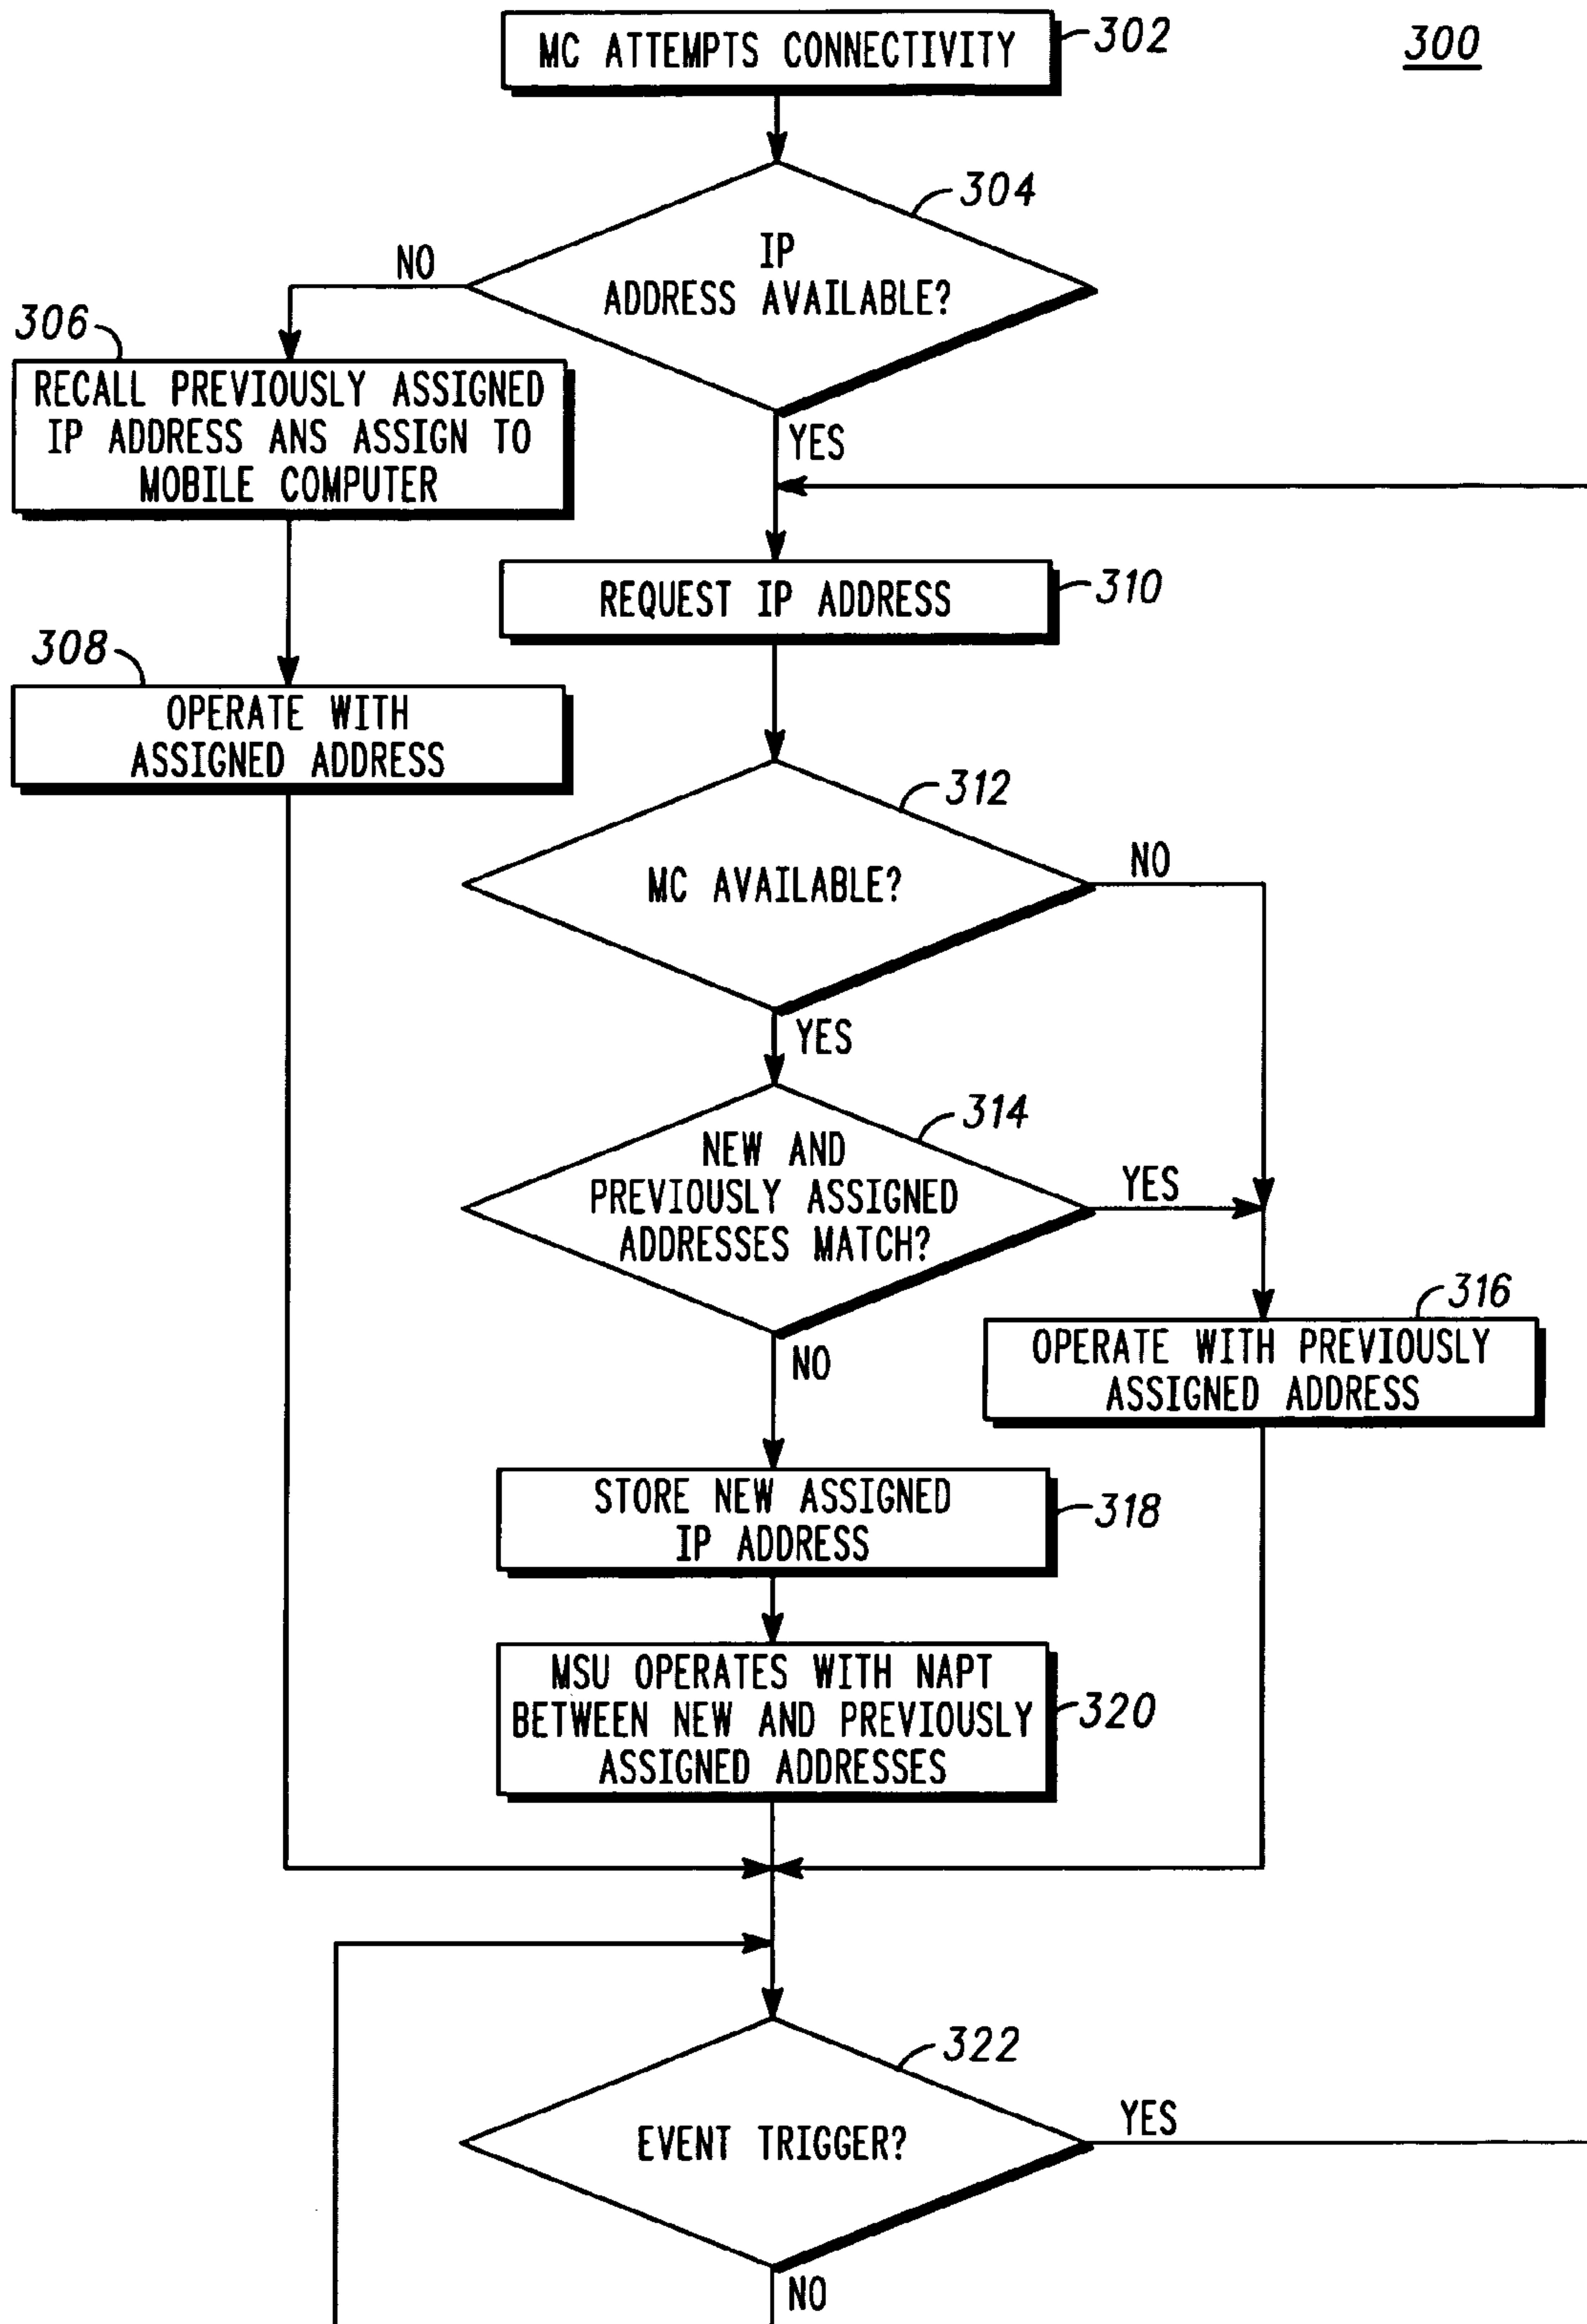 MC ATTEMPTS CONNECTIVITY
302
300
304
IP
ADDRESS AVAILABLE?
NO
306
RECALL PREVIOUSLY ASSIGNED
IP ADDRESS ANS ASSIGN TO
MOBILE COMPUTER
YES
REQUEST IP ADDRESS
310
308
OPERATE WITH
ASSIGNED ADDRESS
312
MC AVAILABLE?
NO
YES
314
NEW AND
PREVIOUSLY ASSIGNED
ADDRESSES MATCH?
YES
316
OPERATE WITH PREVIOUSLY
ASSIGNED ADDRESS
NO
STORE NEW ASSIGNED
IP ADDRESS
318
MSU OPERATES WITH NAPT
BETWEEN NEW AND PREVIOUSLY
ASSIGNED ADDRESSES
320
322
EVENT TRIGGER?
YES
NO